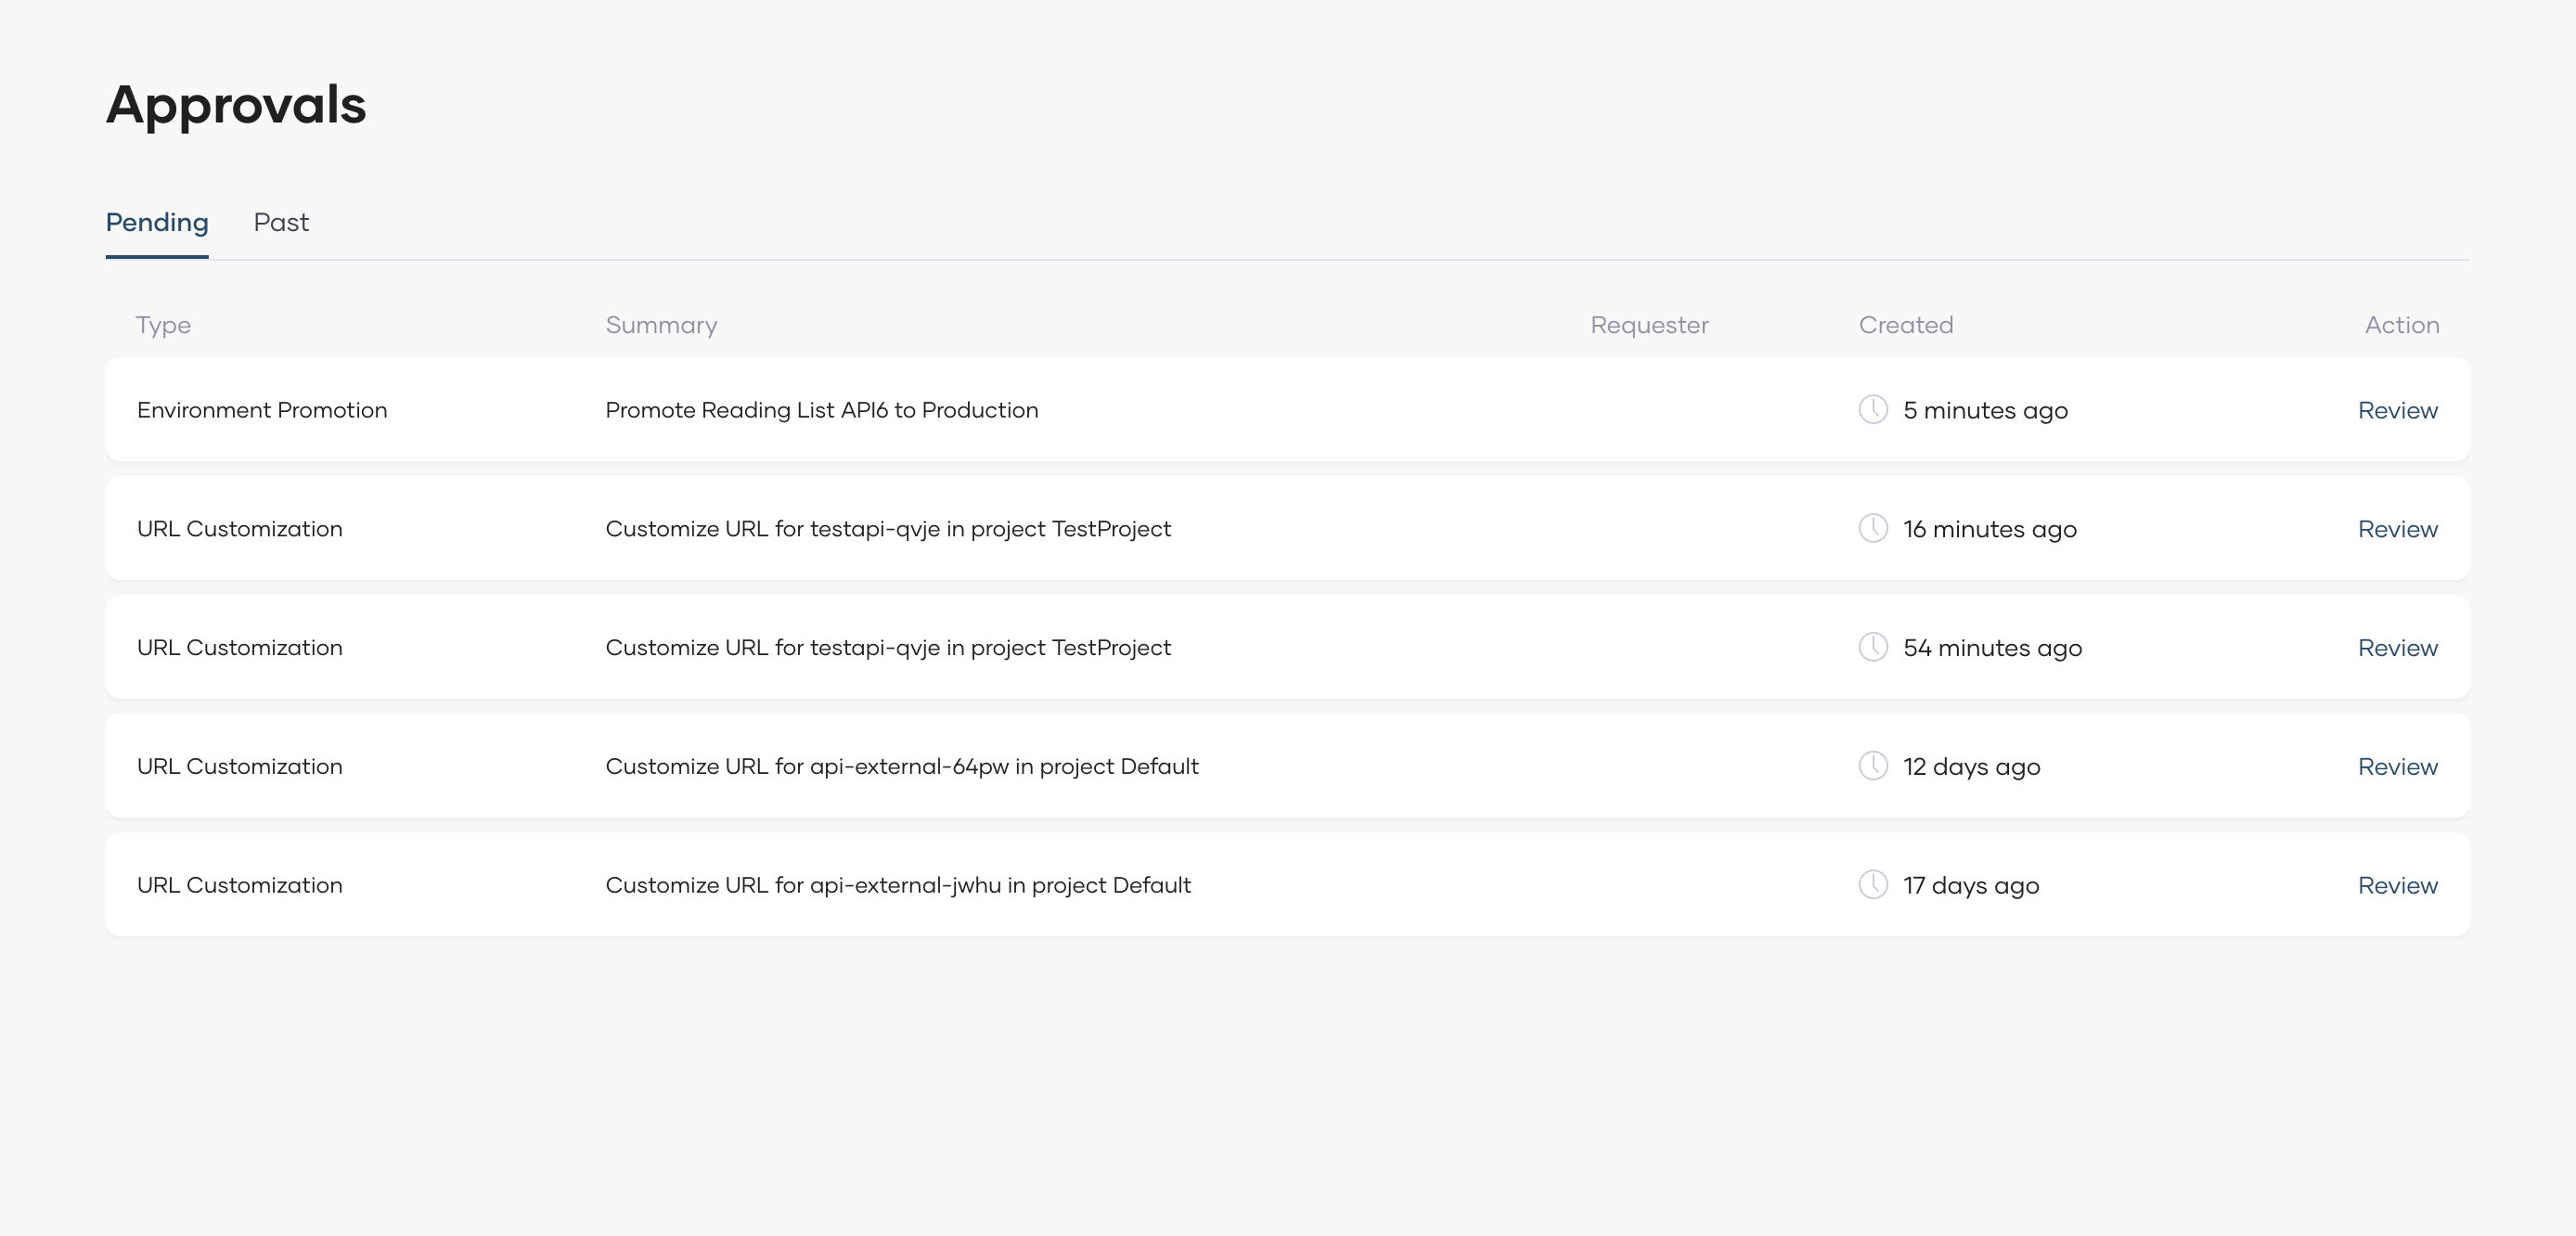 Approvals
Pending Past
Type Summary Requester Created Action
Environment Promotion Promote Reading List API6 to Production 5 minutes ago Review
URL Customization Customize URL for testapi-qvje in project TestProject 16 minutes ago Review
URL Customization Customize URL for testapi-qvje in project TestProject 54 minutes ago Review
URL Customization Customize URL for api-external-64pw in project Default 12 days ago Review
URL Customization Customize URL for api-external-jwhu in project Default 17 days ago Review